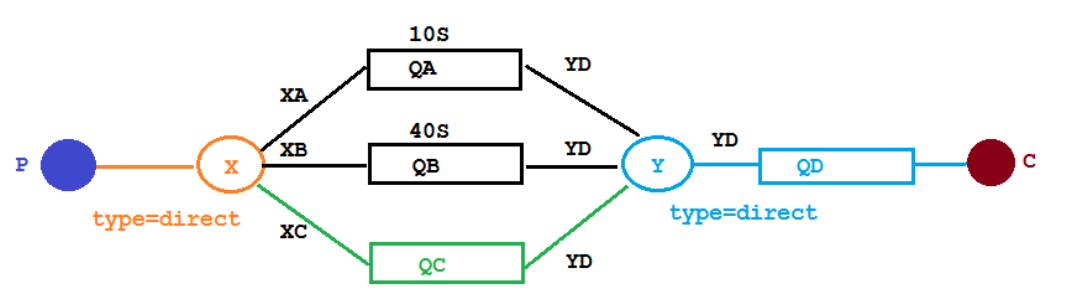 10S
QA
YD
XA
40S
XB
YD
YD
P
X
QB
Y
QD
C
type=direct
type=direct
XC
QC
YD